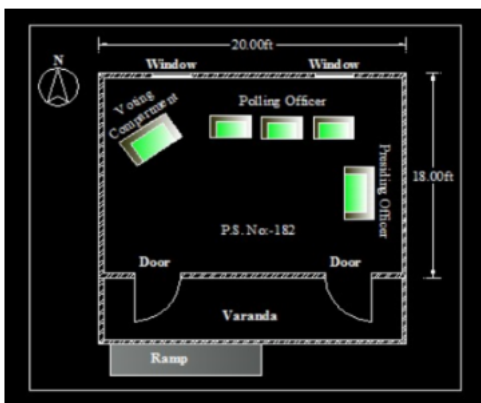 20.00ft
N
Window
Window
Voting
Compartment
Polling Officer
Presiding Officer
18.00ft
P.S. No:-182
Door
Door
Varanda
Ramp